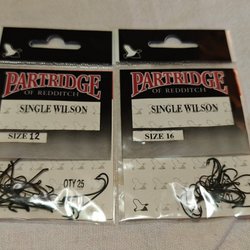 PARTRIDGE
OF REDDITCH
SINGLE WILSON
SIZE 12
QTY 25
PARTRIDGE
OF REDDITCH
SINGLE WILSON
SIZE 16